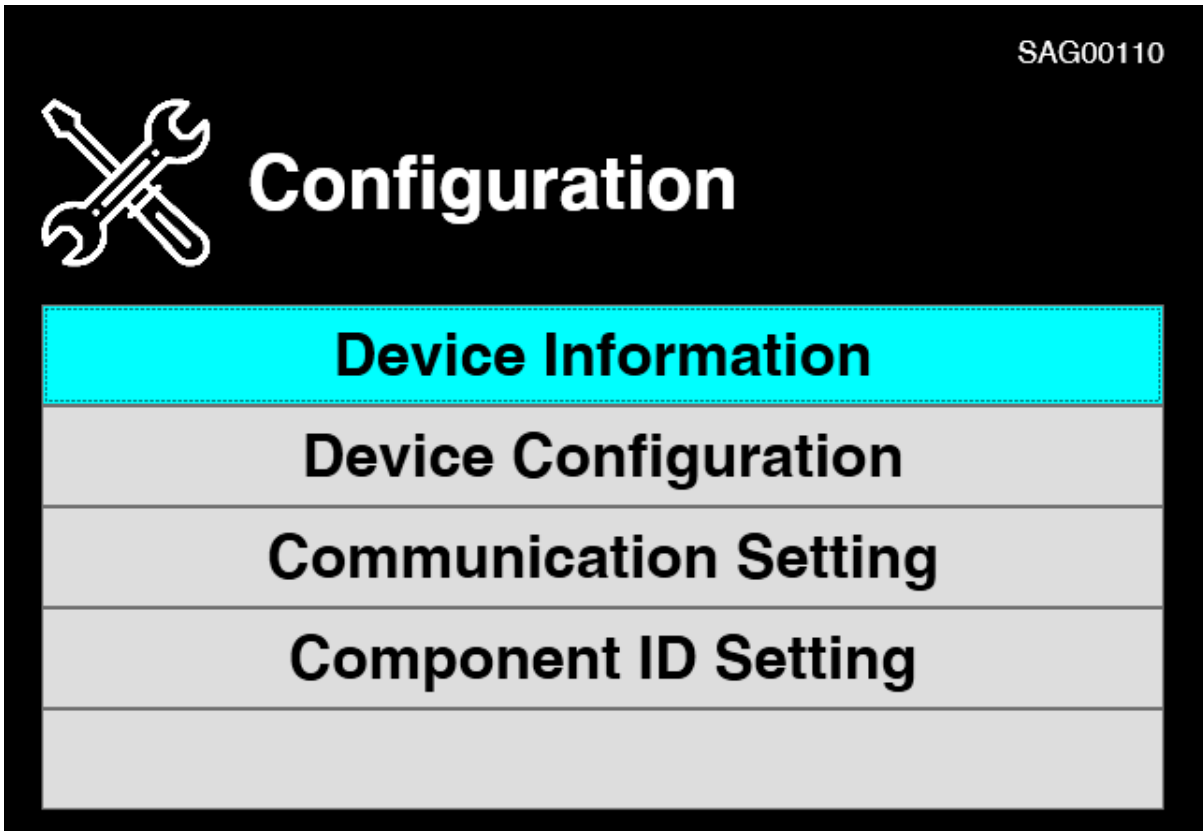 SAG00110
Configuration
Device Information
Device Configuration
Communication Setting
Component ID Setting